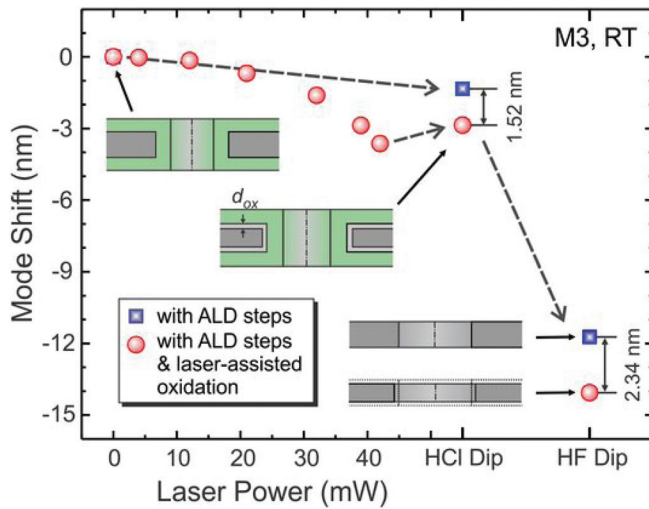 M3, RT
0
-3
-6
-9
-12
-15
Mode Shift (nm)
1.52 nm
d_ox
with ALD steps
with ALD steps
& laser-assisted
oxidation
2.34 nm
0 10 20 30 40 HCl Dip HF Dip
Laser Power (mW)